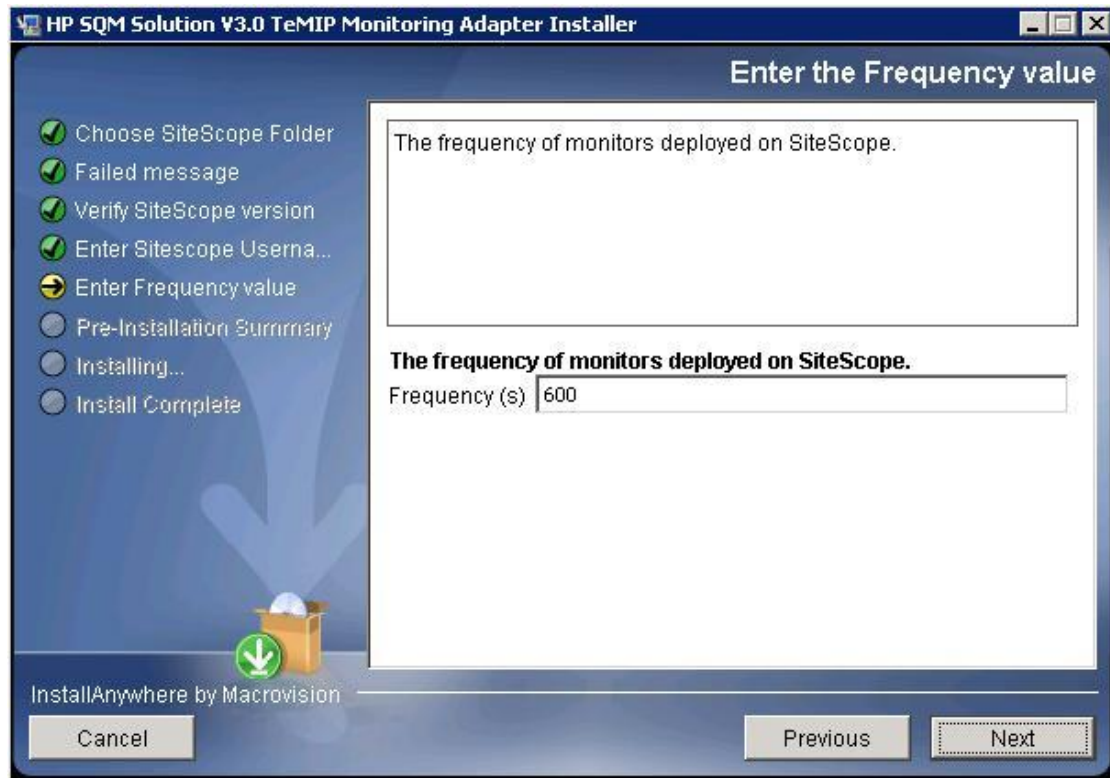 HP SQM Solution V3.0 TeMIP Monitoring Adapter Installer
Enter the Frequency value
Choose SiteScope Folder
Failed message
Verify SiteScope version
Enter Sitescope Userna...
Enter Frequency value
Pre-Installation Summary
Installing...
Install Complete
The frequency of monitors deployed on SiteScope.
The frequency of monitors deployed on SiteScope.
Frequency (s) 600
InstallAnywhere by Macrovision
Cancel Previous Next